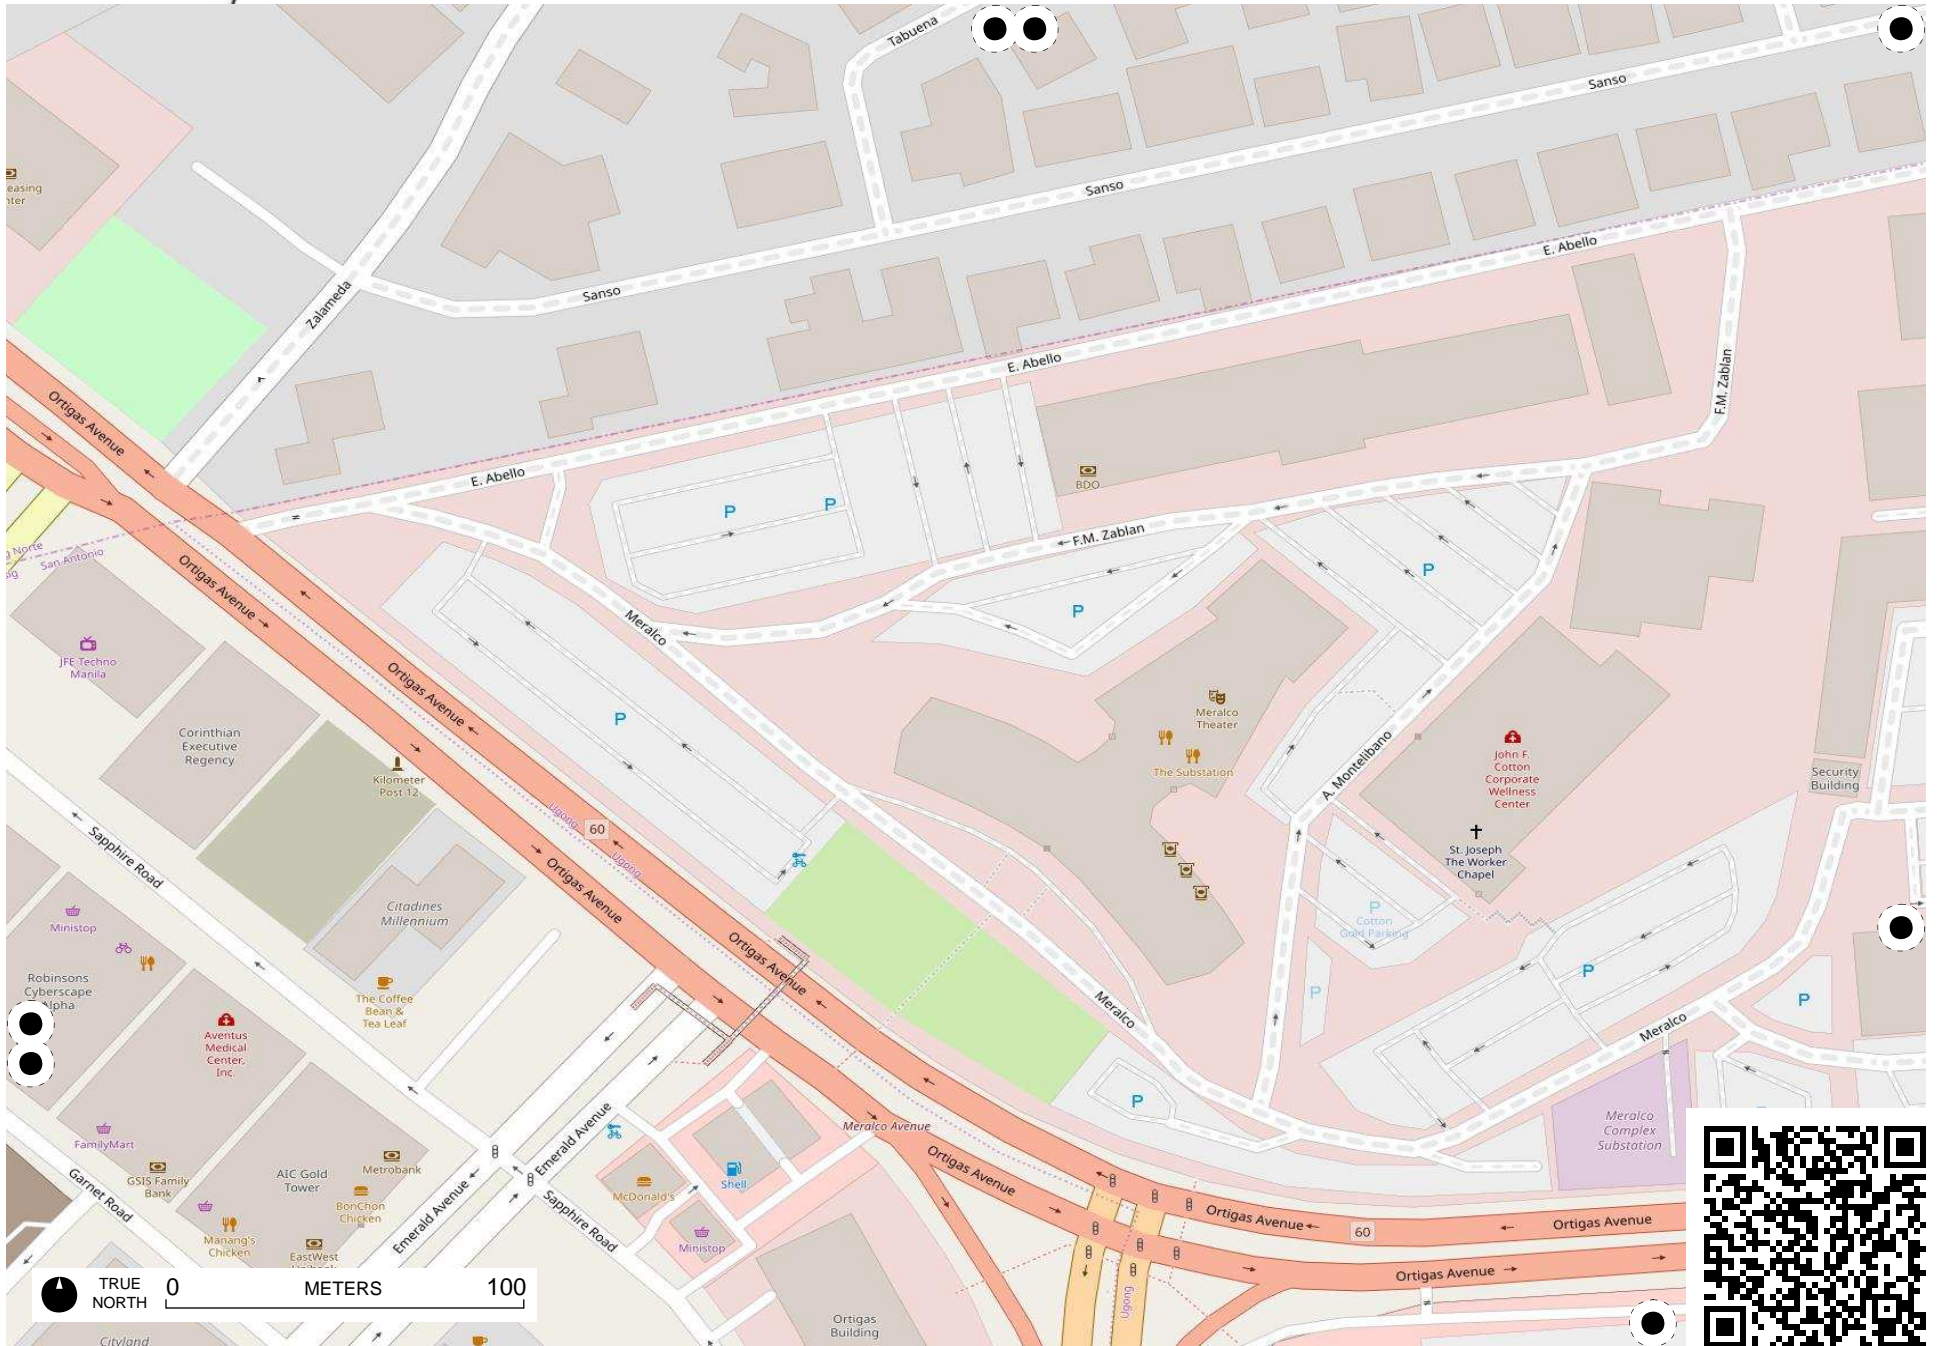 Tabuena
Sanso
Sanso
Sanso
E. Abello
E. Abello
E. Abello
Zalameda
F.M. Zablan
F.M. Zablan
Ortigas Avenue
Ortigas Avenue
Ortigas Avenue
Ortigas Avenue
Ortigas Avenue
Ortigas Avenue
Ortigas Avenue
Ortigas Avenue
Ortigas Avenue
San Antonio
BDO
P
P
P
P
P
P
P
P
P
P
Meralco
Meralco
Meralco
JFE Techno
Manila
Corinthian
Executive
Regency
Kilometer
Post 12
Meralco
Theater
The Substation
A. Montelibano
John F.
Cotton
Corporate
Wellness
Center
Security
Building
St. Joseph
The Worker
Chapel
Cotton
Gold Parking
Ugong
60
Ugong
Sapphire Road
Citadines
Millennium
Ministop
Robinsons
Cyberscape
Alpha
The Coffee
Bean &
Tea Leaf
Aventus
Medical
Center,
Inc.
FamilyMart
GSIS Family
Bank
AIC Gold
Tower
Metrobank
BonChon
Chicken
Manang's
Chicken
EastWest
Garnet Road
Emerald Avenue
Emerald Avenue
Sapphire Road
McDonald's
Shell
Ministop
Meralco Avenue
Meralco
Complex
Substation
60
Ugong
Ortigas
Building
Cityland
TRUE
NORTH
0 METERS 100